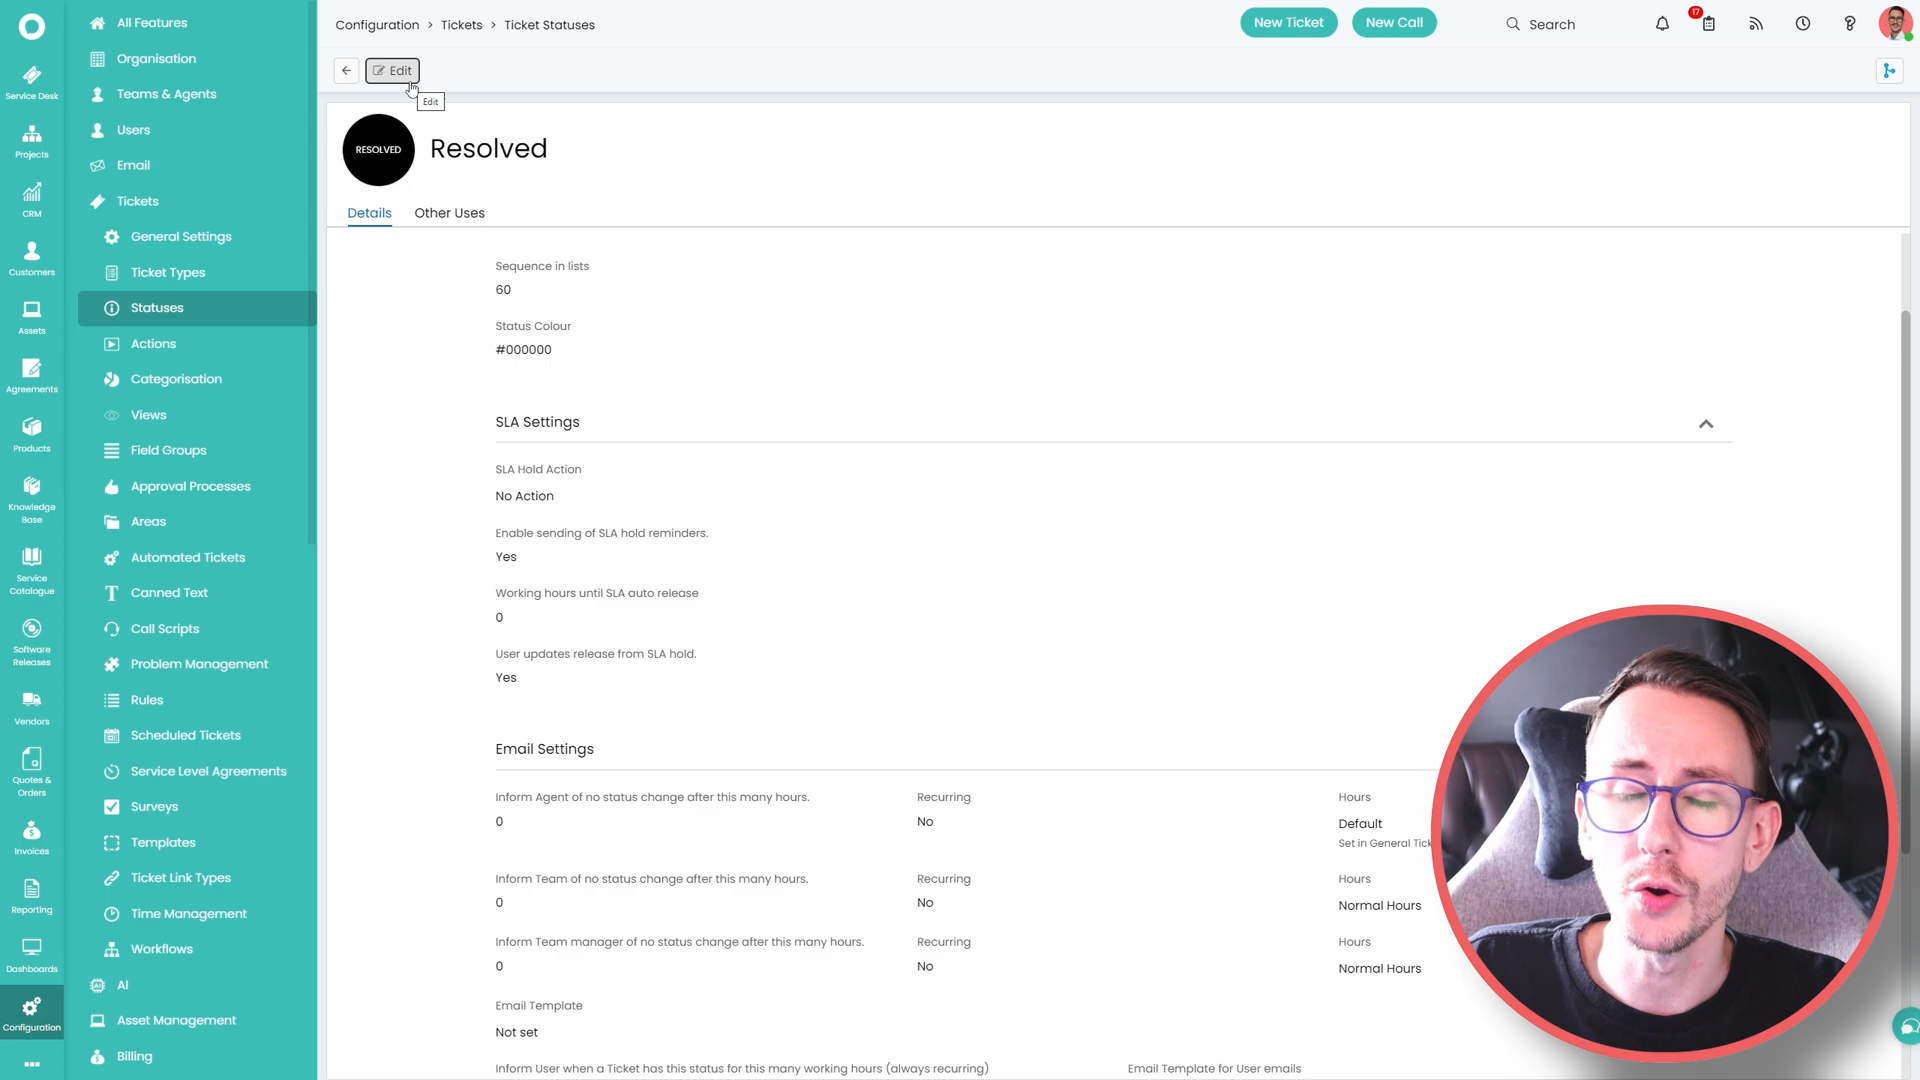 Service Desk
Projects
CRM
Customers
Assets
Agreements
Products
Knowledge
Base
Service
Catalogue
Software
Releases
Vendors
Quotes &
Orders
Invoices
Reporting
Dashboards
Configuration
All Features
Organisation
Teams & Agents
Users
Email
Tickets
General Settings
Ticket Types
Statuses
Actions
Categorisation
Views
Field Groups
Approval Processes
Areas
Automated Tickets
Canned Text
Call Scripts
Problem Management
Rules
Scheduled Tickets
Service Level Agreements
Surveys
Templates
Ticket Link Types
Time Management
Workflows
AI
Asset Management
Billing
Configuration > Tickets > Ticket Statuses
New Ticket
New Call
Search
17
Edit
Edit
RESOLVED
Resolved
Details Other Uses
Sequence in lists
60
Status Colour
#000000
SLA Settings
SLA Hold Action
No Action
Enable sending of SLA hold reminders.
Yes
Working hours until SLA auto release
0
User updates release from SLA hold.
Yes
Email Settings
Inform Agent of no status change after this many hours. Recurring Hours
0 No Default
Set in General Tick
Inform Team of no status change after this many hours. Recurring Hours
0 No Normal Hours
Inform Team manager of no status change after this many hours. Recurring Hours
0 No Normal Hours
Email Template
Not set
Inform User when a Ticket has this status for this many working hours (always recurring) Email Template for User emails